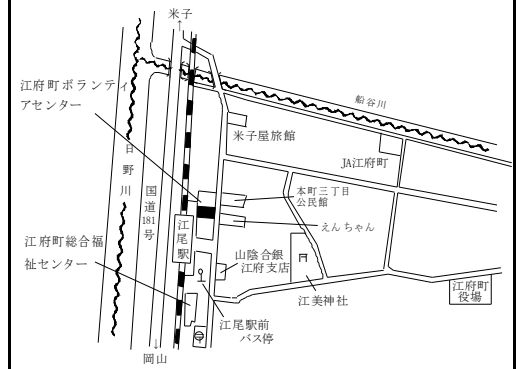 米子
↑
江府町ボランティ
アセンター
船谷川
米子屋旅館
JA江府町
日野川
国道181号
本町三丁目
公民館
えんちゃん
江尾駅
江府町総合福
祉センター
山陰合銀
江府支店
江美神社
江府町
役場
江尾駅前
バス停
↓
岡山